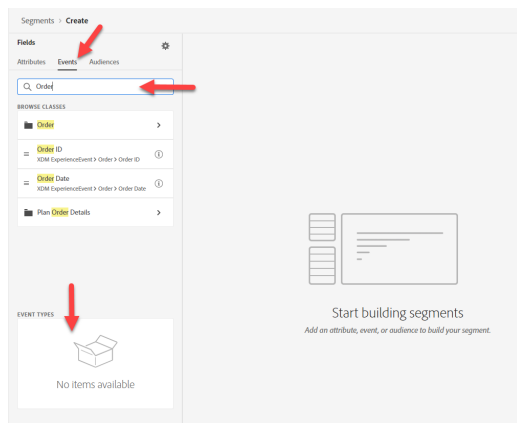 Segments > Create
Fields
Attributes Events Audiences
Order
BROWSE CLASSES
Order
Order ID
XDM ExperienceEvent > Order > Order ID
Order Date
XDM ExperienceEvent > Order > Order Date
Plan Order Details
EVENT TYPES
No items available
Start building segments
Add an attribute, event, or audience to build your segment.